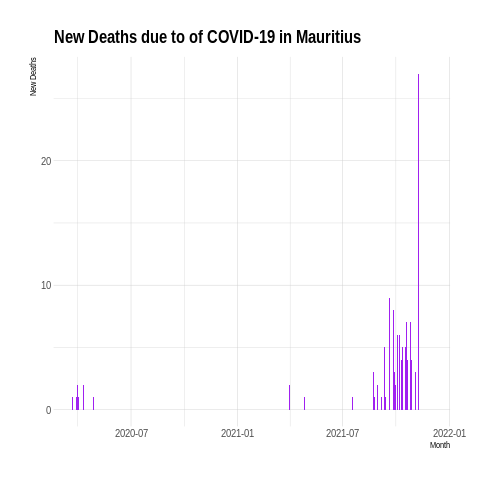 New Deaths due to of COVID-19 in Mauritius
New Deaths
20
10
0
2020-07
2021-01
2021-07
2022-01
Month